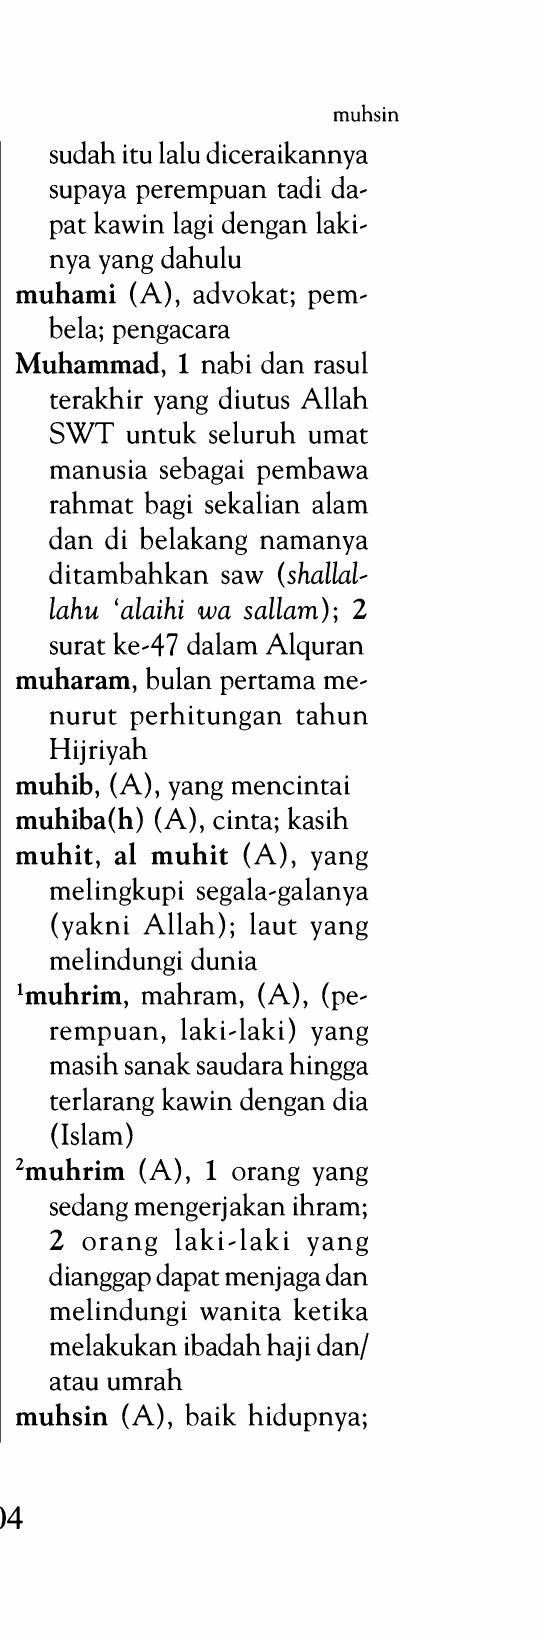 muhsin
sudah itu lalu diceraikannya
supaya perempuan tadi da-
pat kawin lagi dengan laki-
nya yang dahulu
muhami (A), advokat; pem-
bela; pengacara
Muhammad, 1 nabi dan rasul
terakhir yang diutus Allah
SWT untuk seluruh umat
manusia sebagai pembawa
rahmat bagi sekalian alam
dan di belakang namanya
ditambahkan saw (shallal-
lahu ‘alaihi wa sallam); 2
surat ke-47 dalam Alquran
muharam, bulan pertama me-
nurut perhitungan tahun
Hijriyah
muhib, (A), yang mencintai
muhiba(h) (A), cinta; kasih
muhit, al muhit (A), yang
melingkupi segala-galanya
(yakni Allah); laut yang
melindungi dunia
¹muhrim, mahram, (A), (pe-
rempuan, laki-laki) yang
masih sanak saudara hingga
terlarang kawin dengan dia
(Islam)
²muhrim (A), 1 orang yang
sedang mengerjakan ihram;
2 orang laki-laki yang
dianggap dapat menjaga dan
melindungi wanita ketika
melakukan ibadah haji dan/
atau umrah
muhsin (A), baik hidupnya;
04